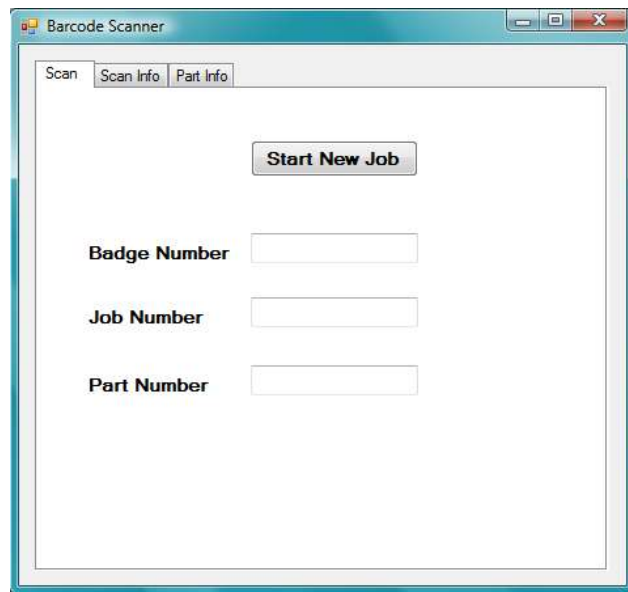 Barcode Scanner
Scan Scan Info Part Info
Start New Job
Badge Number
Job Number
Part Number